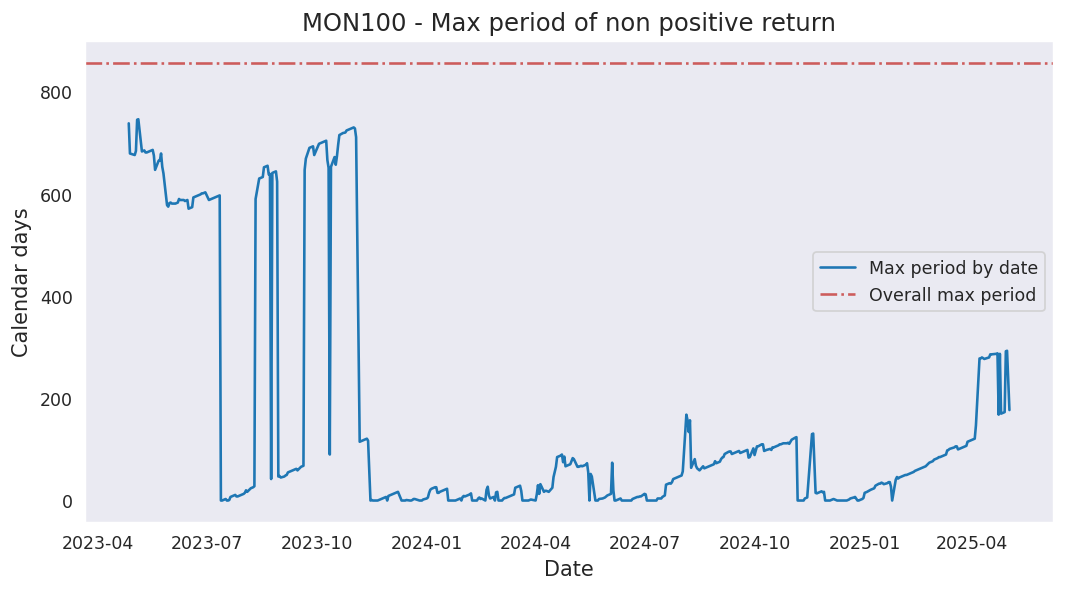 MON100 - Max period of non positive return
Calendar days
800
600
400
200
0
Max period by date
Overall max period
2023-04 2023-07 2023-10 2024-01 2024-04 2024-07 2024-10 2025-01 2025-04
Date